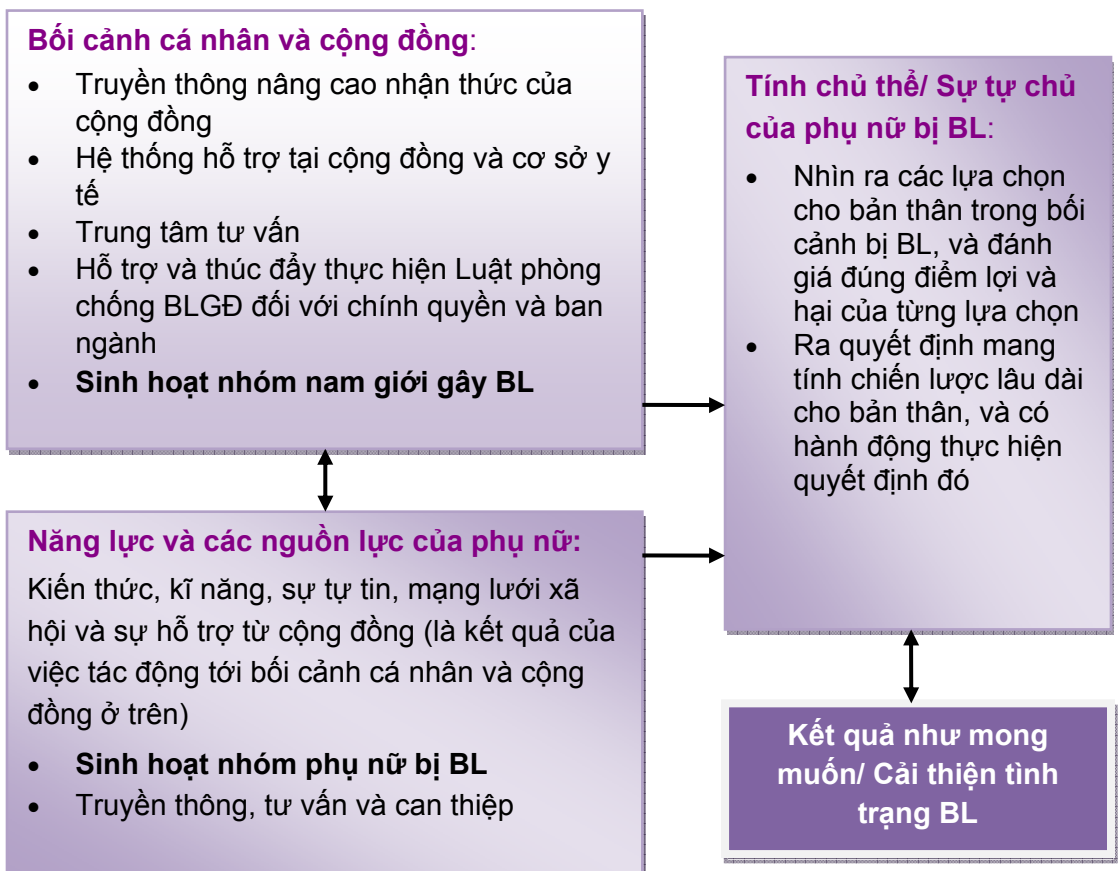 Bối cảnh cá nhân và cộng đồng:
• Truyền thông nâng cao nhận thức của
cộng đồng
• Hệ thống hỗ trợ tại cộng đồng và cơ sở y
tế
• Trung tâm tư vấn
• Hỗ trợ và thúc đẩy thực hiện Luật phòng
chống BLGĐ đối với chính quyền và ban
ngành
• Sinh hoạt nhóm nam giới gây BL
Năng lực và các nguồn lực của phụ nữ:
Kiến thức, kĩ năng, sự tự tin, mạng lưới xã
hội và sự hỗ trợ từ cộng đồng (là kết quả của
việc tác động tới bối cảnh cá nhân và cộng
đồng ở trên)
• Sinh hoạt nhóm phụ nữ bị BL
• Truyền thông, tư vấn và can thiệp
Tính chủ thể/ Sự tự chủ
của phụ nữ bị BL:
• Nhìn ra các lựa chọn
cho bản thân trong bối
cảnh bị BL, và đánh
giá đúng điểm lợi và
hại của từng lựa chọn
• Ra quyết định mang
tính chiến lược lâu dài
cho bản thân, và có
hành động thực hiện
quyết định đó
Kết quả như mong
muốn/ Cải thiện tình
trạng BL